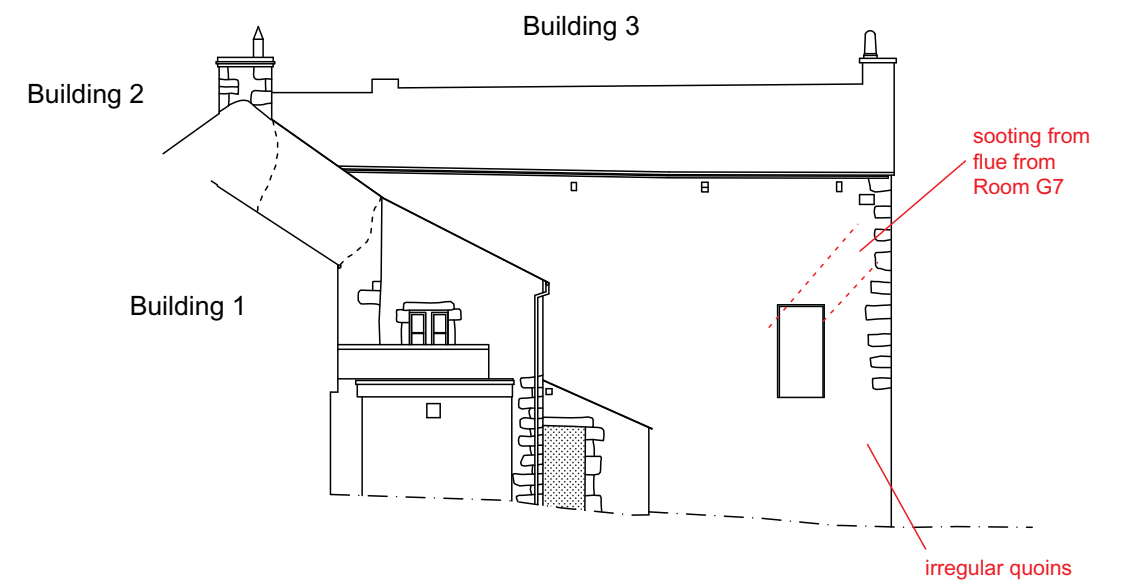 Building 3
Building 2
sooting from
flue from
Room G7
Building 1
irregular quoins